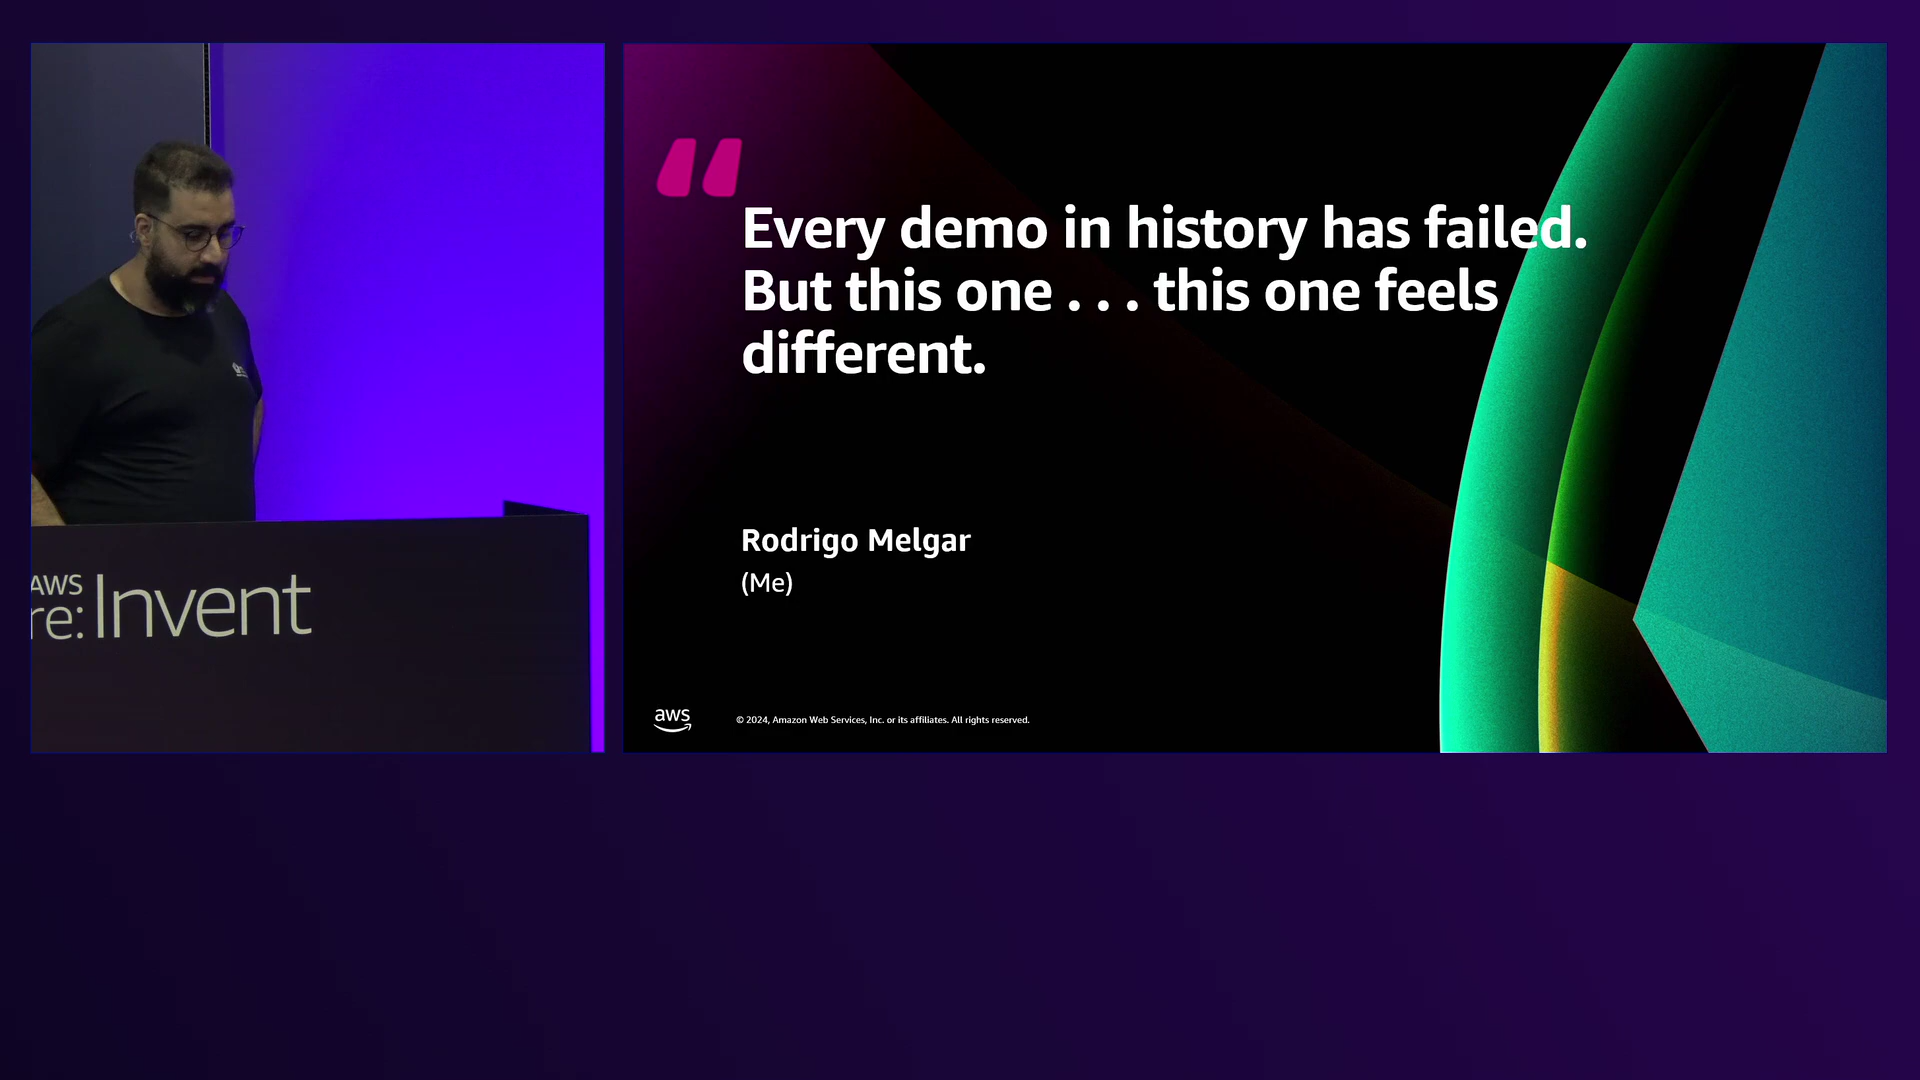 AWS
re:Invent
“
Every demo in history has failed.
But this one . . . this one feels
different.
Rodrigo Melgar
(Me)
aws
© 2024, Amazon Web Services, Inc. or its affiliates. All rights reserved.